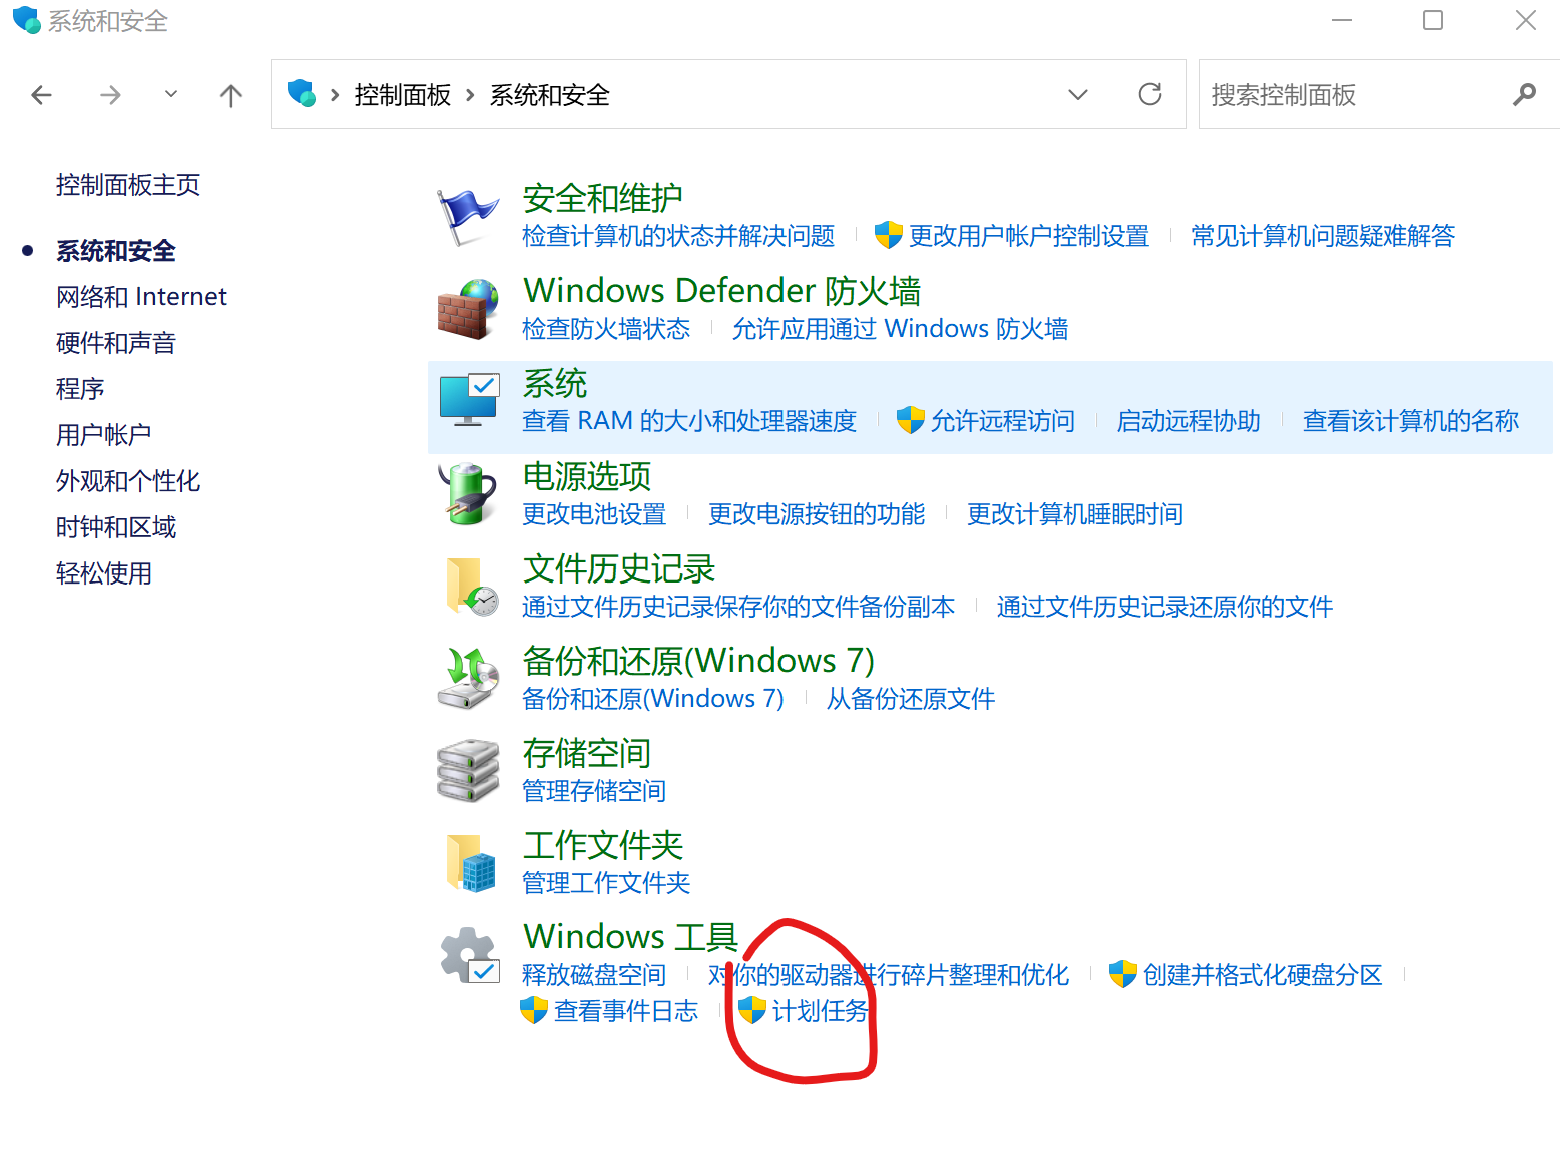 系统和安全
控制面板 系统和安全
搜索控制面板
控制面板主页
系统和安全
网络和 Internet
硬件和声音
程序
用户帐户
外观和个性化
时钟和区域
轻松使用
安全和维护
检查计算机的状态并解决问题 更改用户帐户控制设置 常见计算机问题疑难解答
Windows Defender 防火墙
检查防火墙状态 允许应用通过 Windows 防火墙
系统
查看 RAM 的大小和处理器速度 允许远程访问 启动远程协助 查看该计算机的名称
电源选项
更改电池设置 更改电源按钮的功能 更改计算机睡眠时间
文件历史记录
通过文件历史记录保存你的文件备份副本 通过文件历史记录还原你的文件
备份和还原(Windows 7)
备份和还原(Windows 7) 从备份还原文件
存储空间
管理存储空间
工作文件夹
管理工作文件夹
Windows 工具
释放磁盘空间 对你的驱动器进行碎片整理和优化 创建并格式化硬盘分区
查看事件日志 计划任务